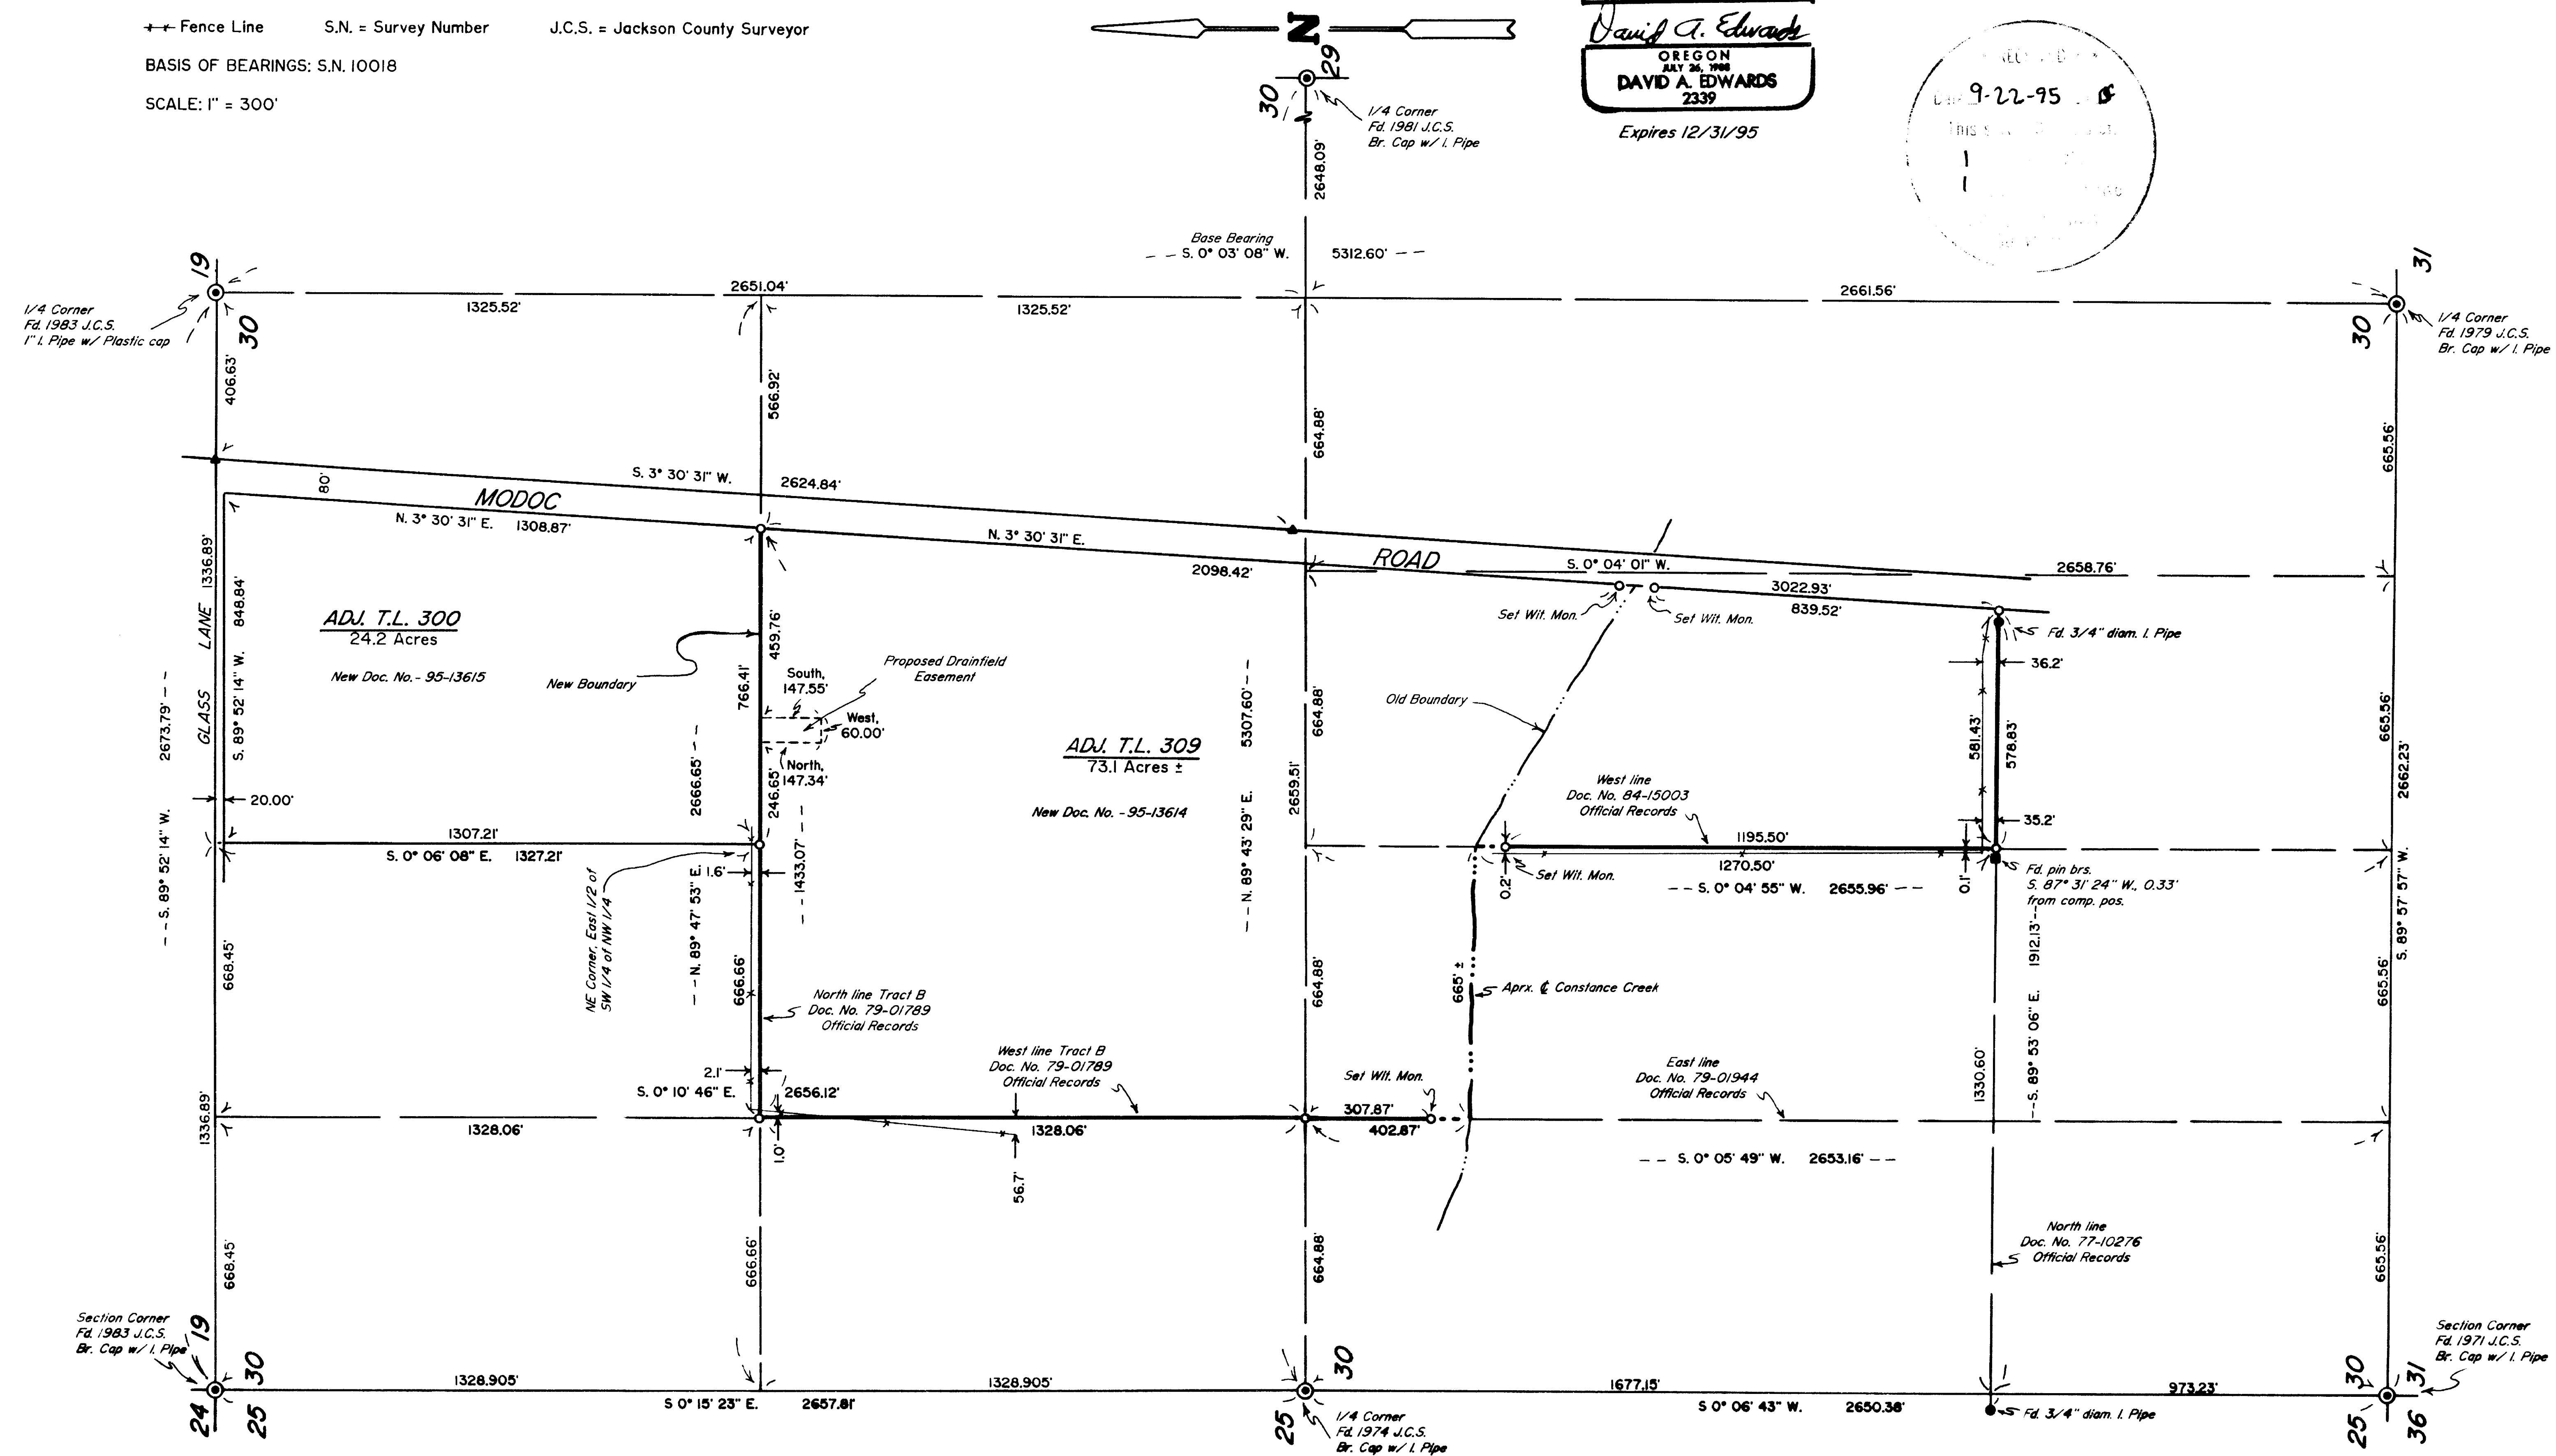 Fence Line S.N. = Survey Number J.C.S. = Jackson County Surveyor
BASIS OF BEARINGS: S.N. 10018
SCALE: 1" = 300'
N
David A. Edwards
OREGON
JULY 26, 1988
DAVID A. EDWARDS
2339
Expires 12/31/95
9-22-95
30
29
1/4 Corner
Fd. 1981 J.C.S.
Br. Cap w/ I. Pipe
2648.09'
Base Bearing
S. 0° 03' 08" W. 5312.60'
19
30
1/4 Corner
Fd. 1983 J.C.S.
1" I. Pipe w/ Plastic cap
2651.04'
1325.52'
1325.52'
2661.56'
31
30
1/4 Corner
Fd. 1979 J.C.S.
Br. Cap w/ I. Pipe
406.63'
566.92'
664.88'
665.56'
80'
S. 3° 30' 31" W. 2624.84'
MODOC
ROAD
N. 3° 30' 31" E. 1308.87'
N. 3° 30' 31" E.
2098.42'
S. 0° 04' 01" W.
2658.76'
3022.93'
839.52'
Set Wit. Mon.
Set Wit. Mon.
Fd. 3/4" diam. I. Pipe
36.2'
581.43'
578.83'
35.2'
GLASS LANE
1336.89'
848.84'
S. 89° 52' 14" W.
S. 89° 52' 14" W. 2673.79'
20.00'
ADJ. T.L. 300
24.2 Acres
New Doc. No. - 95-13615
New Boundary
459.76'
766.41'
South,
147.55'
West,
60.00'
North,
147.34'
246.65'
Proposed Drainfield
Easement
ADJ. T.L. 309
73.1 Acres ±
New Doc. No. - 95-13614
N. 89° 47' 53" E. 2666.65'
1433.07'
N. 89° 43' 29" E. 5307.60'
664.88'
2659.51'
Old Boundary
West line
Doc. No. 84-15003
Official Records
1195.50'
1270.50'
S. 0° 04' 55" W. 2655.96'
0.2'
Set Wit. Mon.
0.1'
Fd. pin brs.
S. 87° 31' 24" W., 0.33'
from comp. pos.
665.56'
2662.23'
S. 89° 57' 57" W.
1307.21'
S. 0° 06' 08" E. 1327.21'
1.6'
NE Corner, East 1/2 of
SW 1/4 of NW 1/4
668.45'
666.66'
North line Tract B
Doc. No. 79-01789
Official Records
664.88'
665' ±
Aprx. ℄ Constance Creek
S. 89° 53' 06" E. 1912.13'
1330.60'
665.56'
2.1'
S. 0° 10' 46" E. 2656.12'
West line Tract B
Doc. No. 79-01789
Official Records
Set Wit. Mon.
307.87'
402.87'
East line
Doc. No. 79-01944
Official Records
1336.89'
1328.06'
1328.06'
1.0'
56.7'
S. 0° 05' 49" W. 2653.16'
668.45'
666.66'
664.88'
665.56'
North line
Doc. No. 77-10276
Official Records
Section Corner
Fd. 1983 J.C.S.
Br. Cap w/ I. Pipe
19
30
24
25
1328.905'
1328.905'
S 0° 15' 23" E. 2657.81'
30
25
1/4 Corner
Fd. 1974 J.C.S.
Br. Cap w/ I. Pipe
1677.15'
973.23'
S 0° 06' 43" W. 2650.38'
Fd. 3/4" diam. I. Pipe
30
31
25
36
Section Corner
Fd. 1971 J.C.S.
Br. Cap w/ I. Pipe